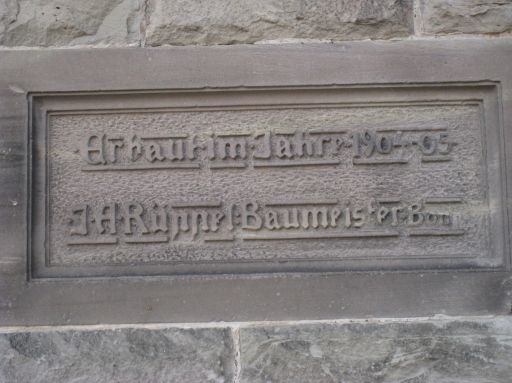 Erbaut im Jahre 1904-05
J.A Rüppel Baumeister. Bonn